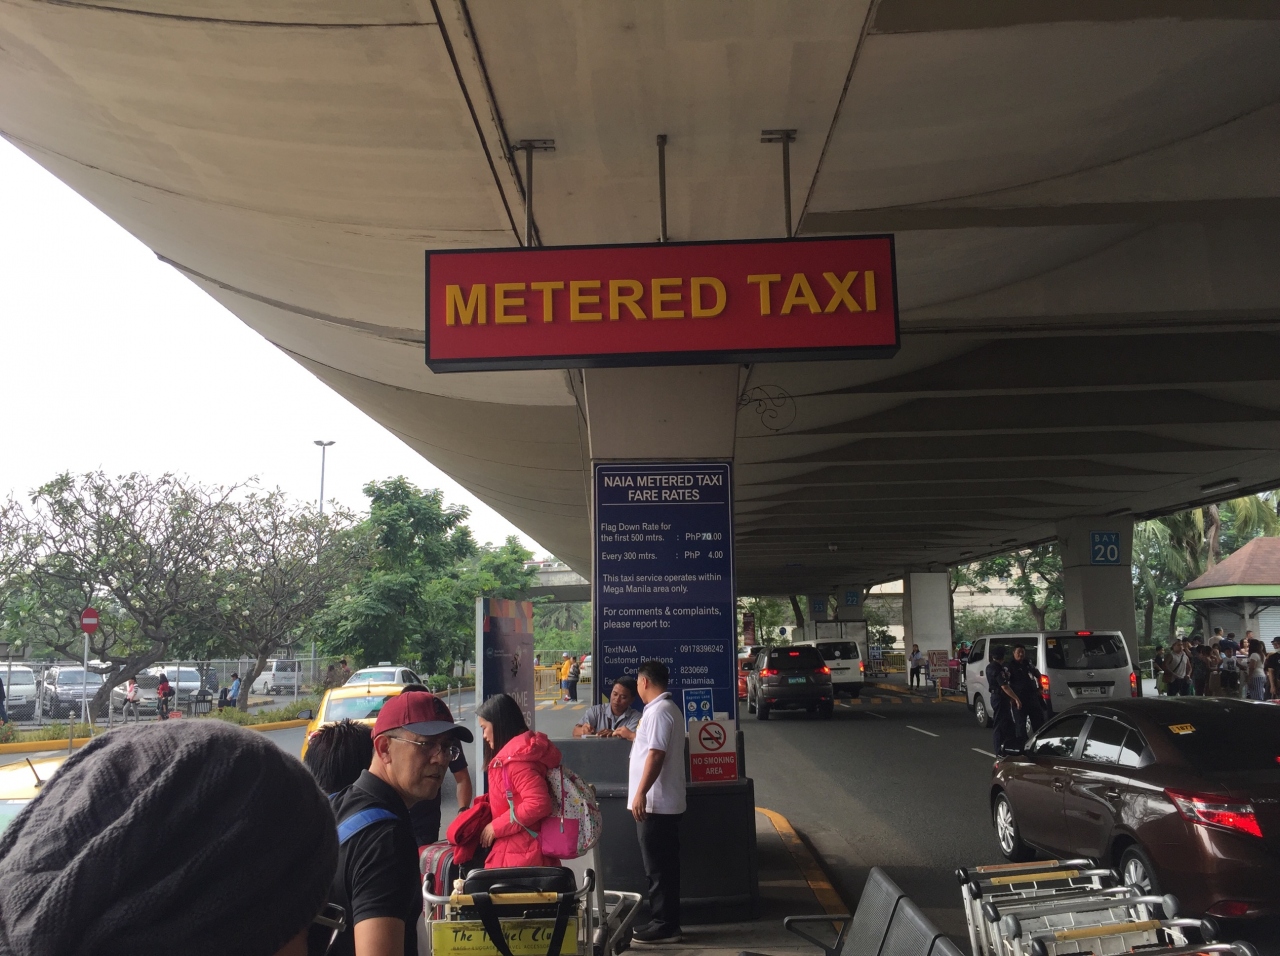 METERED TAXI
NAIA METERED TAXI
FARE RATES
Flag Down Rate for
the first 500 mtrs. : PhP 70.00
Every 300 mtrs. : PhP 4.00
This taxi service operates within
Mega Manila area only.
For comments & complaints,
please report to:
TextNAIA : 09178396242
Customer Relations
: 8230669
: naiamiaa
BAY
20
NO SMOKING
AREA
The Travel Club